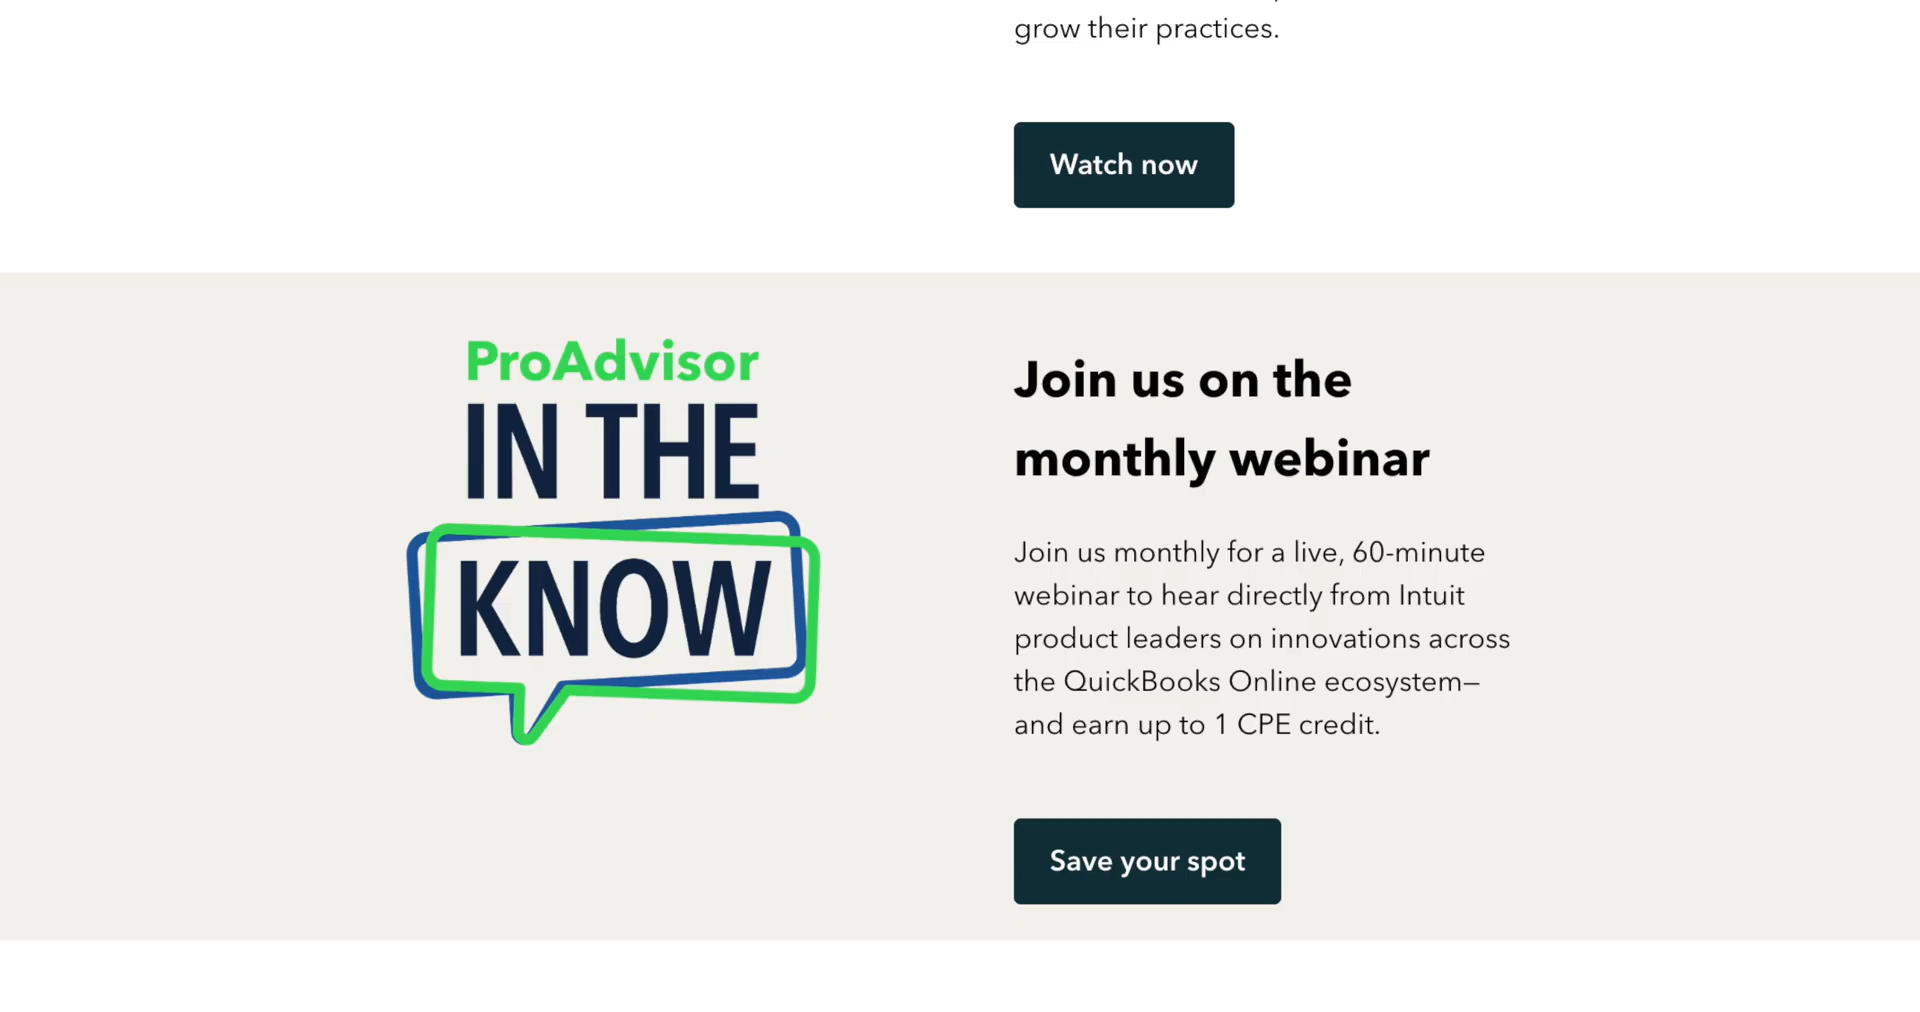 grow their practices.
Watch now
ProAdvisor
IN THE
KNOW
Join us on the
monthly webinar
Join us monthly for a live, 60-minute
webinar to hear directly from Intuit
product leaders on innovations across
the QuickBooks Online ecosystem—
and earn up to 1 CPE credit.
Save your spot